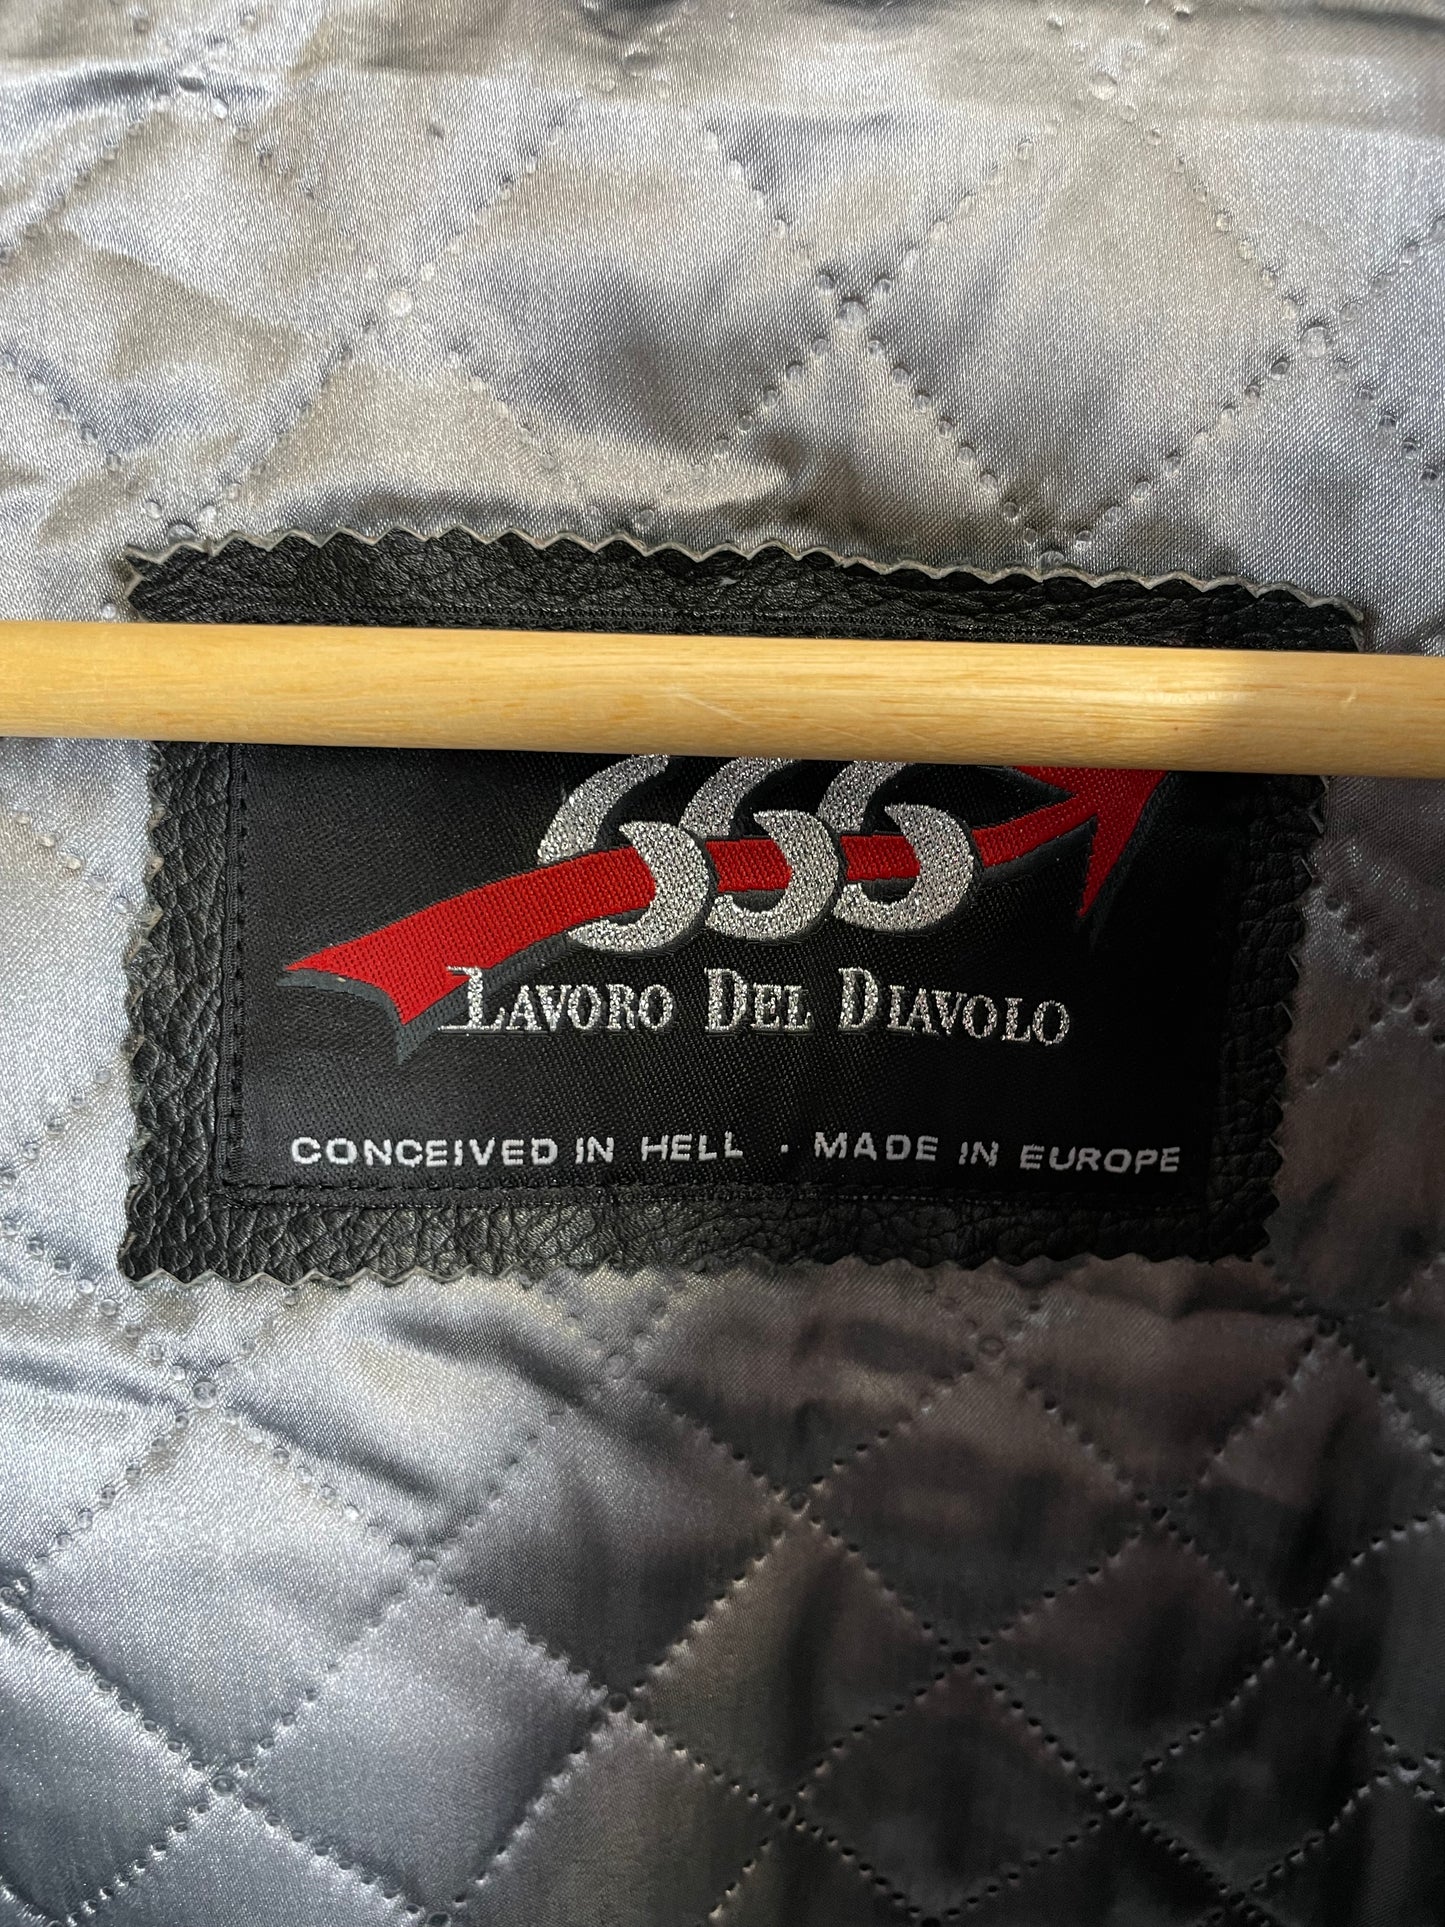 666
LAVORO DEL DIAVOLO
CONCEIVED IN HELL · MADE IN EUROPE